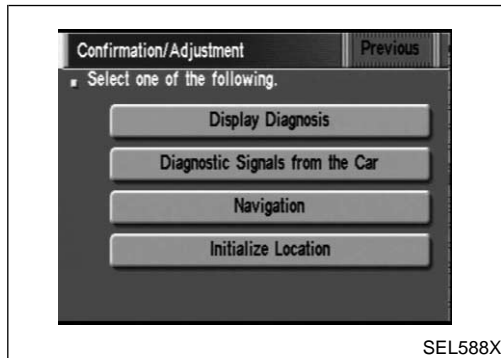 Confirmation/Adjustment Previous
Select one of the following.
Display Diagnosis
Diagnostic Signals from the Car
Navigation
Initialize Location
SEL588X